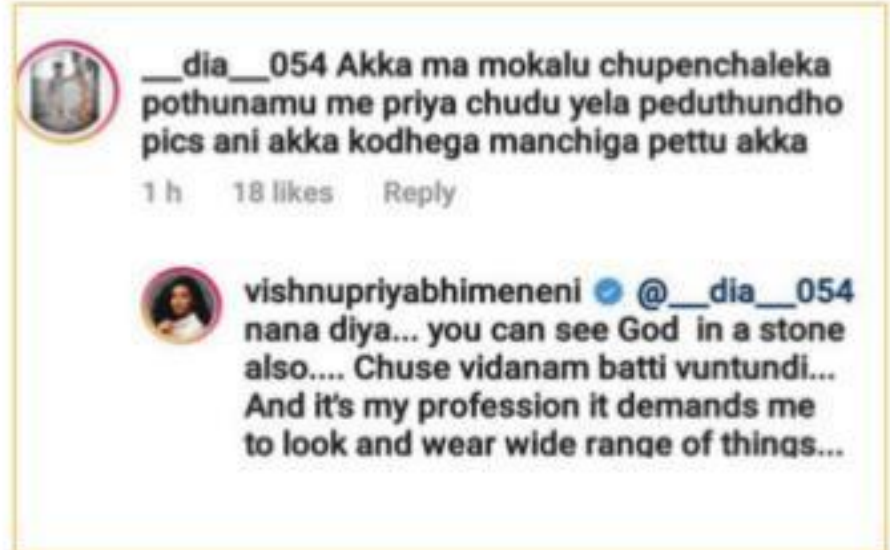 __dia__054 Akka ma mokalu chupenchaleka
pothunamu me priya chudu yela peduthundho
pics ani akka kodhega manchiga pettu akka
1 h 18 likes Reply
vishnupriyabhimeneni @__dia__054
nana diya... you can see God in a stone
also.... Chuse vidanam batti vuntundi...
And it's my profession it demands me
to look and wear wide range of things...